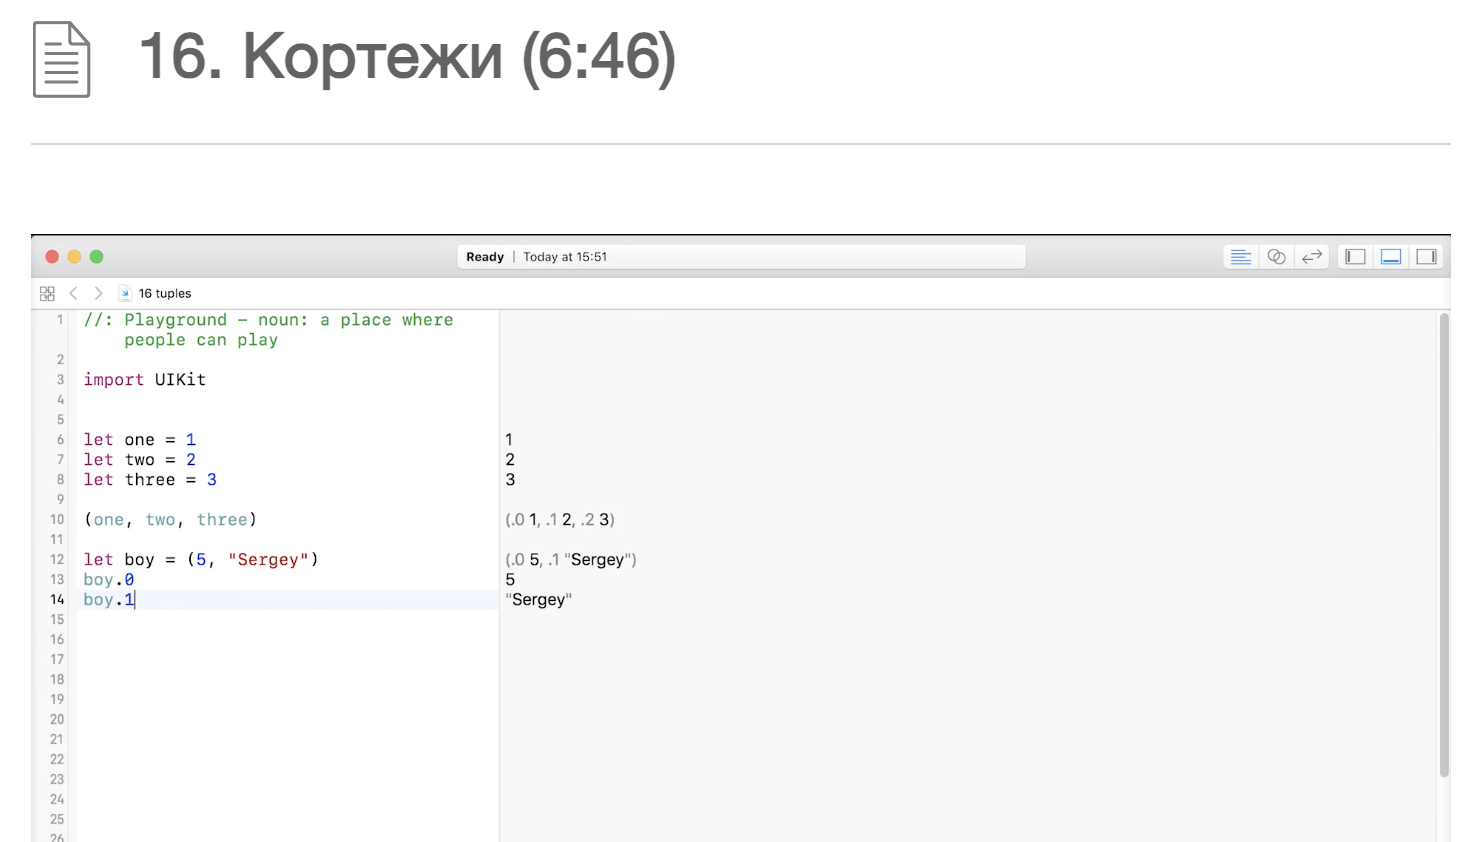 16. Кортежи (6:46)
Ready | Today at 15:51
16 tuples
1 //: Playground – noun: a place where
people can play
2
3 import UIKit
4
5
6 let one = 1 1
7 let two = 2 2
8 let three = 3 3
9
10 (one, two, three) (.0 1, .1 2, .2 3)
11
12 let boy = (5, "Sergey") (.0 5, .1 "Sergey")
13 boy.0 5
14 boy.1 "Sergey"
15
16
17
18
19
20
21
22
23
24
25
26